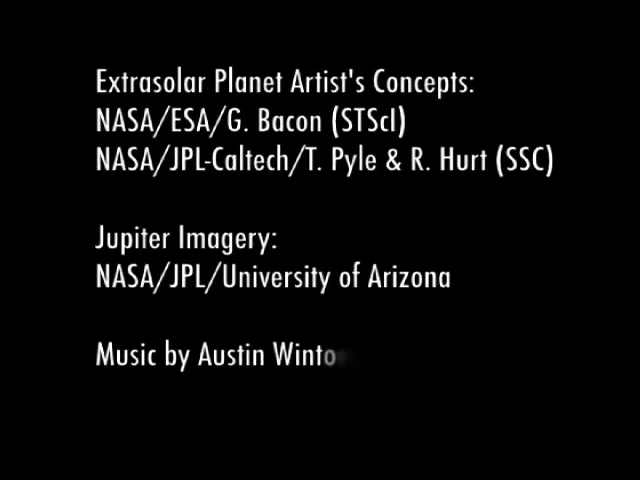 Extrasolar Planet Artist's Concepts:
NASA/ESA/G. Bacon (STScI)
NASA/JPL-Caltech/T. Pyle & R. Hurt (SSC)
Jupiter Imagery:
NASA/JPL/University of Arizona
Music by Austin